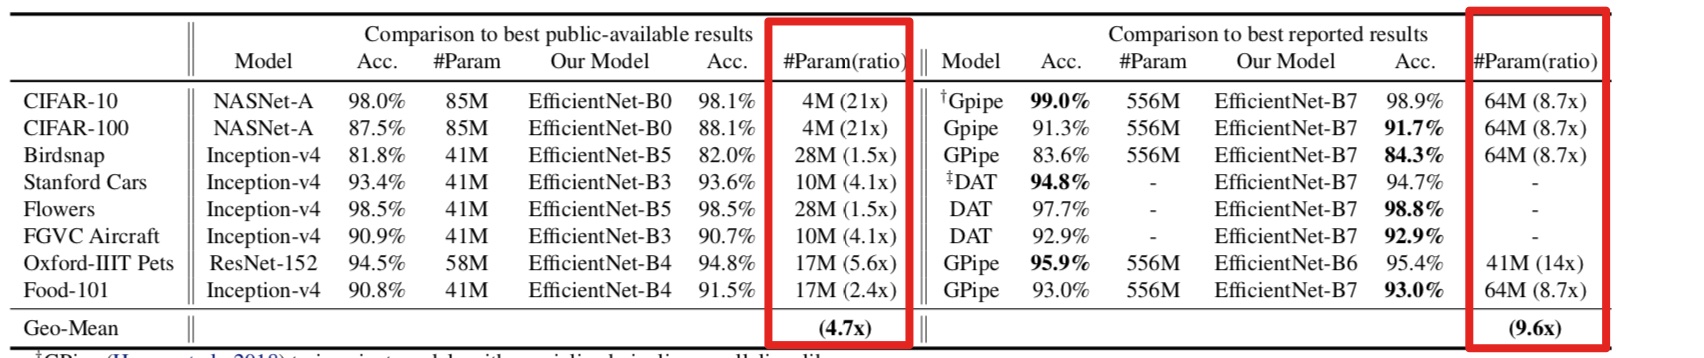 Comparison to best public-available results Comparison to best reported results
Model Acc. #Param Our Model Acc. #Param(ratio) Model Acc. #Param Our Model Acc. #Param(ratio)
CIFAR-10 NASNet-A 98.0% 85M EfficientNet-B0 98.1% 4M (21x) †Gpipe 99.0% 556M EfficientNet-B7 98.9% 64M (8.7x)
CIFAR-100 NASNet-A 87.5% 85M EfficientNet-B0 88.1% 4M (21x) Gpipe 91.3% 556M EfficientNet-B7 91.7% 64M (8.7x)
Birdsnap Inception-v4 81.8% 41M EfficientNet-B5 82.0% 28M (1.5x) GPipe 83.6% 556M EfficientNet-B7 84.3% 64M (8.7x)
Stanford Cars Inception-v4 93.4% 41M EfficientNet-B3 93.6% 10M (4.1x) ‡DAT 94.8% - EfficientNet-B7 94.7% -
Flowers Inception-v4 98.5% 41M EfficientNet-B5 98.5% 28M (1.5x) DAT 97.7% - EfficientNet-B7 98.8% -
FGVC Aircraft Inception-v4 90.9% 41M EfficientNet-B3 90.7% 10M (4.1x) DAT 92.9% - EfficientNet-B7 92.9% -
Oxford-IIIT Pets ResNet-152 94.5% 58M EfficientNet-B4 94.8% 17M (5.6x) GPipe 95.9% 556M EfficientNet-B6 95.4% 41M (14x)
Food-101 Inception-v4 90.8% 41M EfficientNet-B4 91.5% 17M (2.4x) GPipe 93.0% 556M EfficientNet-B7 93.0% 64M (8.7x)
Geo-Mean (4.7x) (9.6x)